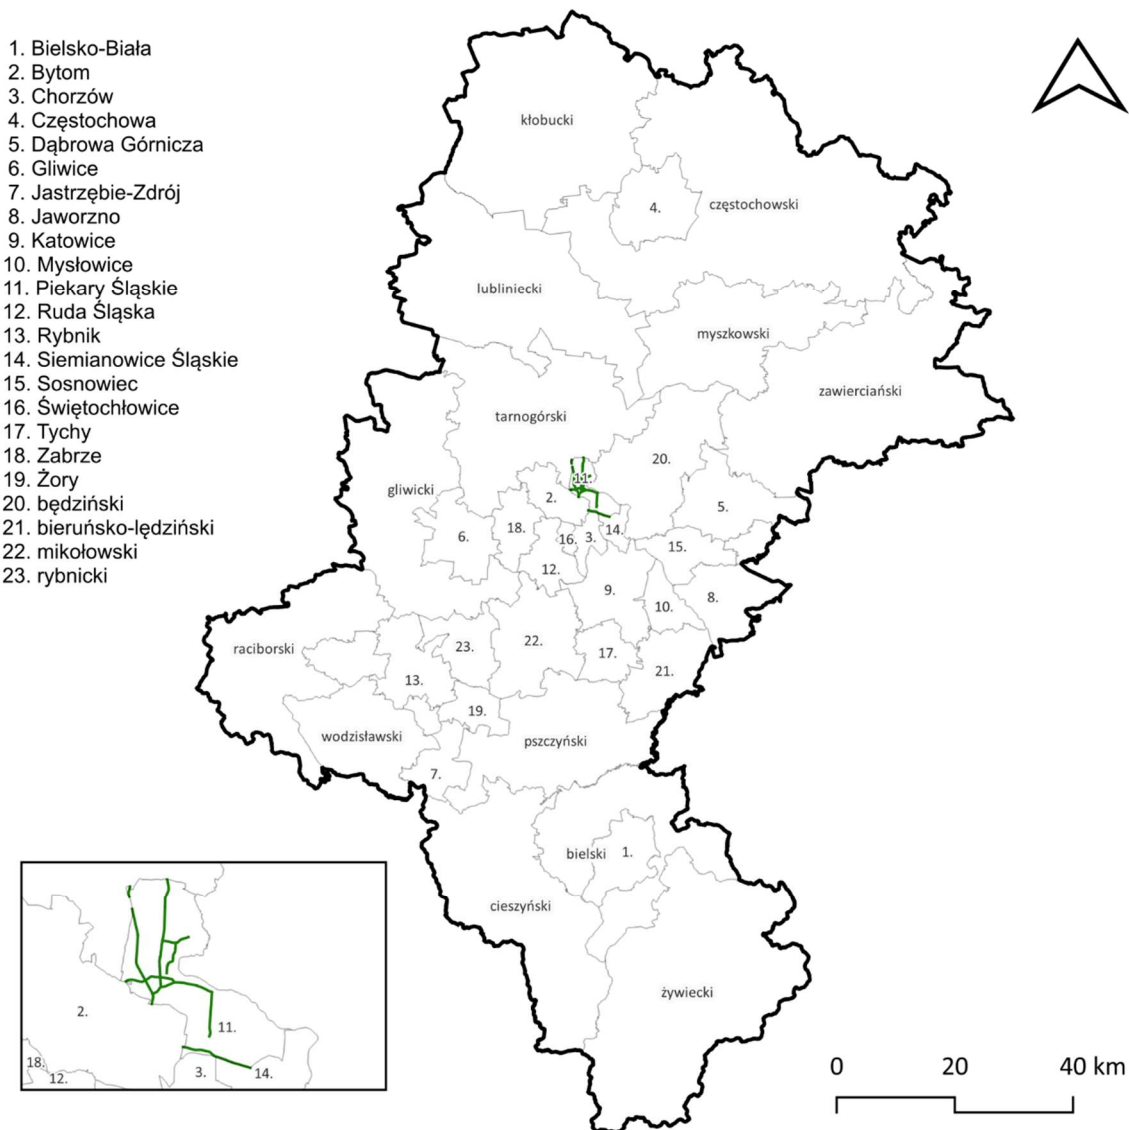 1. Bielsko-Biała
2. Bytom
3. Chorzów
4. Częstochowa
5. Dąbrowa Górnicza
6. Gliwice
7. Jastrzębie-Zdrój
8. Jaworzno
9. Katowice
10. Mysłowice
11. Piekary Śląskie
12. Ruda Śląska
13. Rybnik
14. Siemianowice Śląskie
15. Sosnowiec
16. Świętochłowice
17. Tychy
18. Zabrze
19. Żory
20. będziński
21. bieruńsko-lędziński
22. mikołowski
23. rybnicki
kłobucki
4.
częstochowski
lubliniecki
myszkowski
zawierciański
tarnogórski
20.
11.
gliwicki
2.
5.
18.
6.
16.
3.
14.
15.
12.
9.
10.
8.
raciborski
23.
22.
17.
21.
13.
19.
wodzisławski
pszczyński
7.
bielski
1.
cieszyński
żywiecki
2.
11.
18.
12.
3.
14.
0 20 40 km